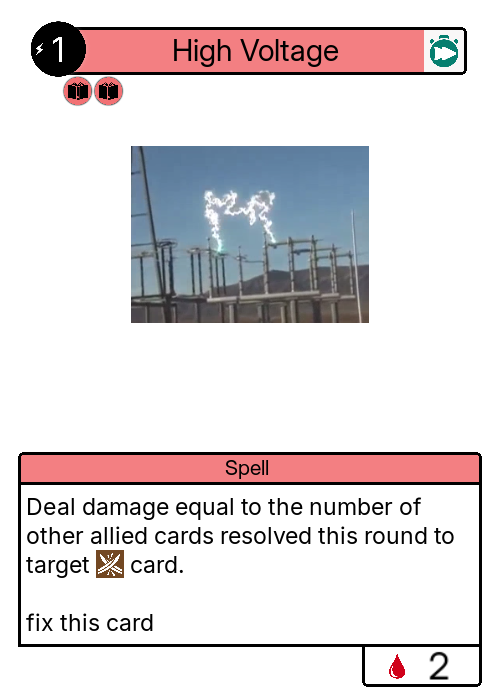 1
High Voltage
Spell
Deal damage equal to the number of
other allied cards resolved this round to
target card.
fix this card
2